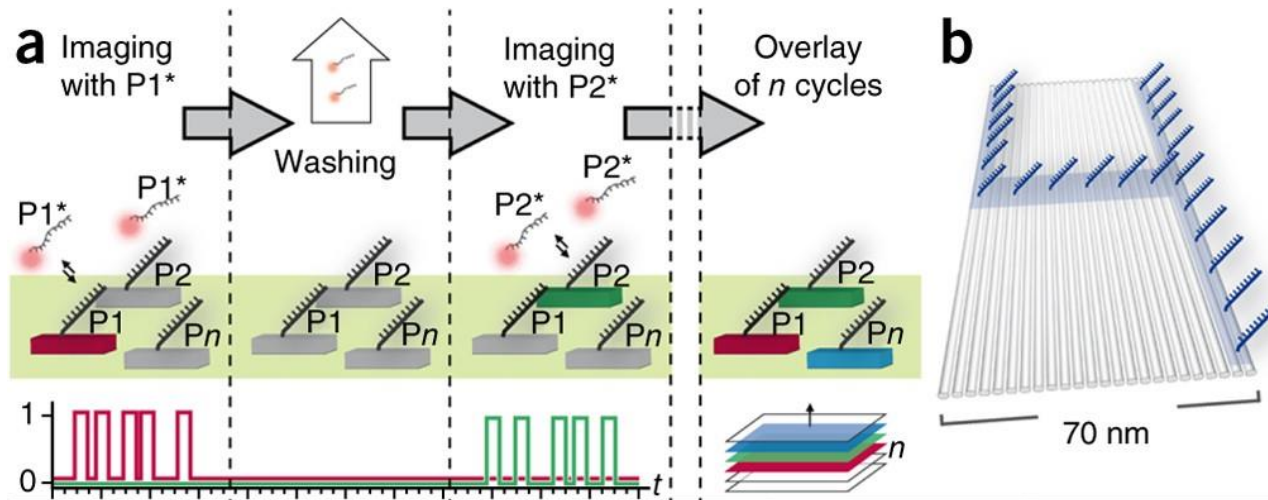 a
Imaging
with P1*
Washing
Imaging
with P2*
Overlay
of n cycles
b
P1*
P1*
P2*
P2*
P2
P1
Pn
P2
P1
Pn
P2
P1
Pn
P2
P1
Pn
1
0
t
n
70 nm